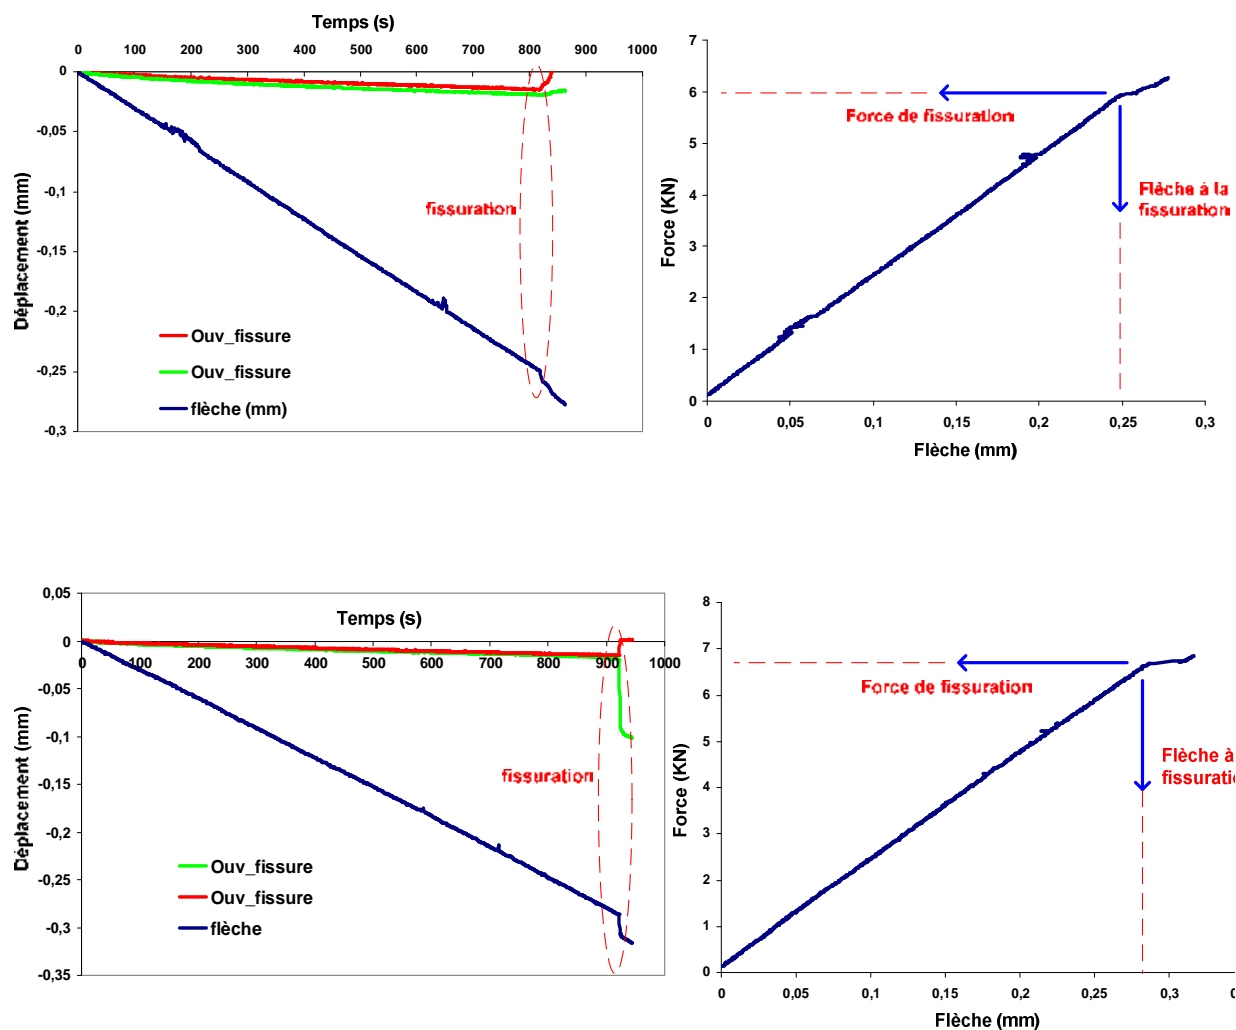 Temps (s)
0 100 200 300 400 500 600 700 800 900 1000
0
-0,05
-0,1
-0,15
-0,2
-0,25
-0,3
Déplacement (mm)
fissuration
Ouv_fissure
Ouv_fissure
flèche (mm)
7
6
5
4
3
2
1
0
Force (KN)
Force de fissuration
Flèche à la
fissuration
0 0,05 0,15 0,15 0,2 0,25 0,3
Flèche (mm)
0,05
0
-0,05
-0,1
-0,15
-0,2
-0,25
-0,3
-0,35
Déplacement (mm)
Temps (s)
0 100 200 300 400 500 600 700 800 900 1000
fissuration
Ouv_fissure
Ouv_fissure
flèche
8
7
6
5
4
3
2
1
0
Force (KN)
Force de fissuration
Flèche à
fissuratio
0 0,05 0,1 0,15 0,2 0,25 0,3 0,
Flèche (mm)